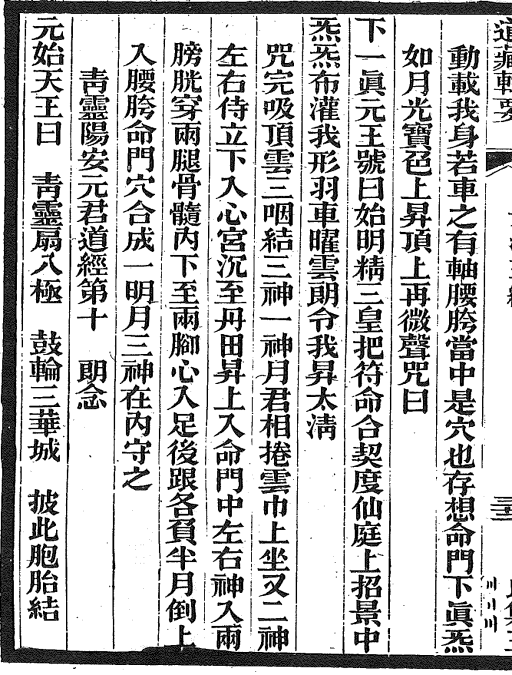 道藏輯要
動載我身若車之有軸腰胯當中是穴也存想命門下眞炁
如月光寶色上昇頂上再微聲咒曰
下一眞元王號曰始明精三皇把符命合契度仙庭上招景中
炁炁布灌我形羽車曜雲朗令我昇太淸
咒完吸頂雲三咽結三神一神月君相捲雲巾上坐又二神
左右侍立下入心宮沉至丹田昇上入命門中左右神入兩
膀胱穿兩腿骨髓內下至兩腳心入足後跟各負半月倒上
入腰胯命門穴合成一明月三神在內守之
靑靈陽安元君道經第十 朗念
元始天王曰 靑靈扇八極 鼓輪三華城 披此胞胎結